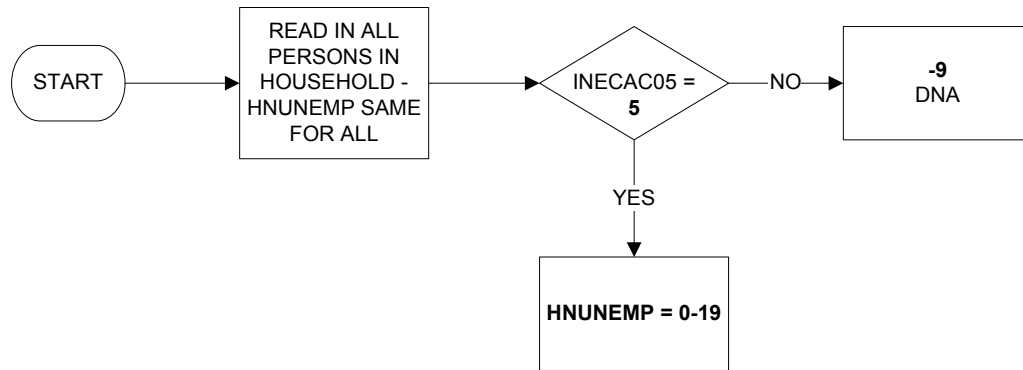 START
READ IN ALL
PERSONS IN
HOUSEHOLD -
HNUNEMP SAME
FOR ALL
INECAC05 =
5
NO
-9
DNA
YES
HNUNEMP = 0-19